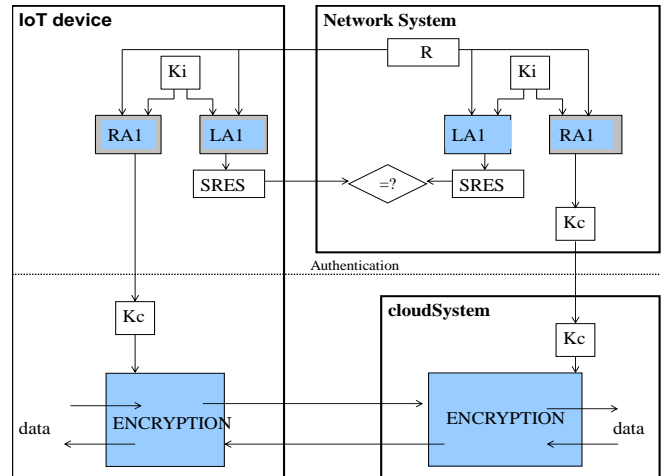 IoT device
Network System
R
Ki
Ki
RA1
LA1
LA1
RA1
SRES
=?
SRES
Kc
Authentication
Kc
cloudSystem
Kc
ENCRYPTION
ENCRYPTION
data
data